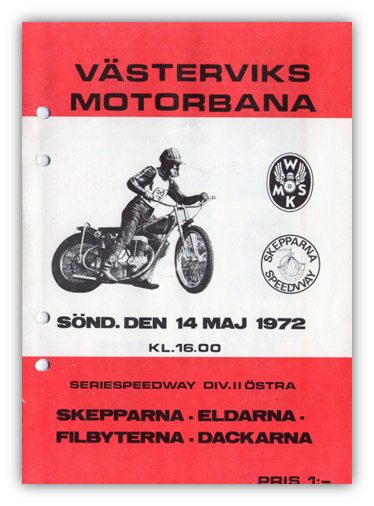 VÄSTERVIKS
MOTORBANA
WMSK
SKEPPARNA
SPEEDWAY
SÖND. DEN 14 MAJ 1972
KL.16.00
SERIESPEEDWAY DIV. II ÖSTRA
SKEPPARNA · ELDARNA ·
FILBYTERNA · DACKARNA
PRIS 1:-